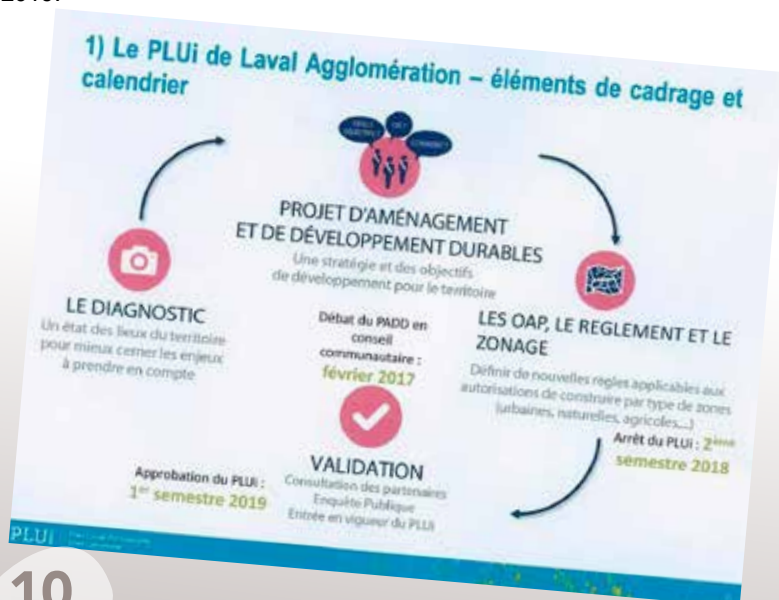 2018.
1) Le PLUi de Laval Agglomération – éléments de cadrage et
calendrier
PROJET D'AMÉNAGEMENT
ET DE DÉVELOPPEMENT DURABLES
Une stratégie et des objectifs
de développement pour le territoire
LE DIAGNOSTIC
Un état des lieux du territoire
pour mieux cerner les enjeux
à prendre en compte
Débat du PADD en
conseil
communautaire :
février 2017
LES OAP, LE REGLEMENT ET LE
ZONAGE
Définir de nouvelles règles applicables aux
autorisations de construire par type de zones
(urbaines, naturelles, agricoles...)
Arrêt du PLUi : 2ème
semestre 2018
VALIDATION
Consultation des partenaires
Enquête Publique
Entrée en vigueur du PLUi
Approbation du PLUi :
1er semestre 2019
PLUi
10